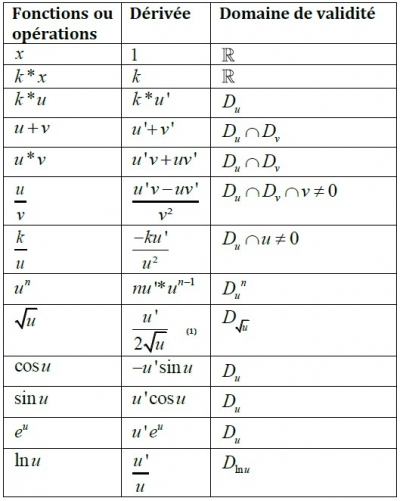 Fonctions ou opérations | Dérivée | Domaine de validité
x | 1 | ℝ
k*x | k | ℝ
k*u | k*u' | D_u
u+v | u'+v' | D_u ∩ D_v
u*v | u'v+uv' | D_u ∩ D_v
u/v | (u'v−uv')/v² | D_u ∩ D_v ∩ v≠0
k/u | −ku'/u² | D_u ∩ u≠0
uⁿ | nu'*uⁿ⁻¹ | D_uⁿ
√u | u'/(2√u) (1) | D_√u
cos u | −u'sin u | D_u
sin u | u'cos u | D_u
eᵘ | u'eᵘ | D_u
ln u | u'/u | D_ln u